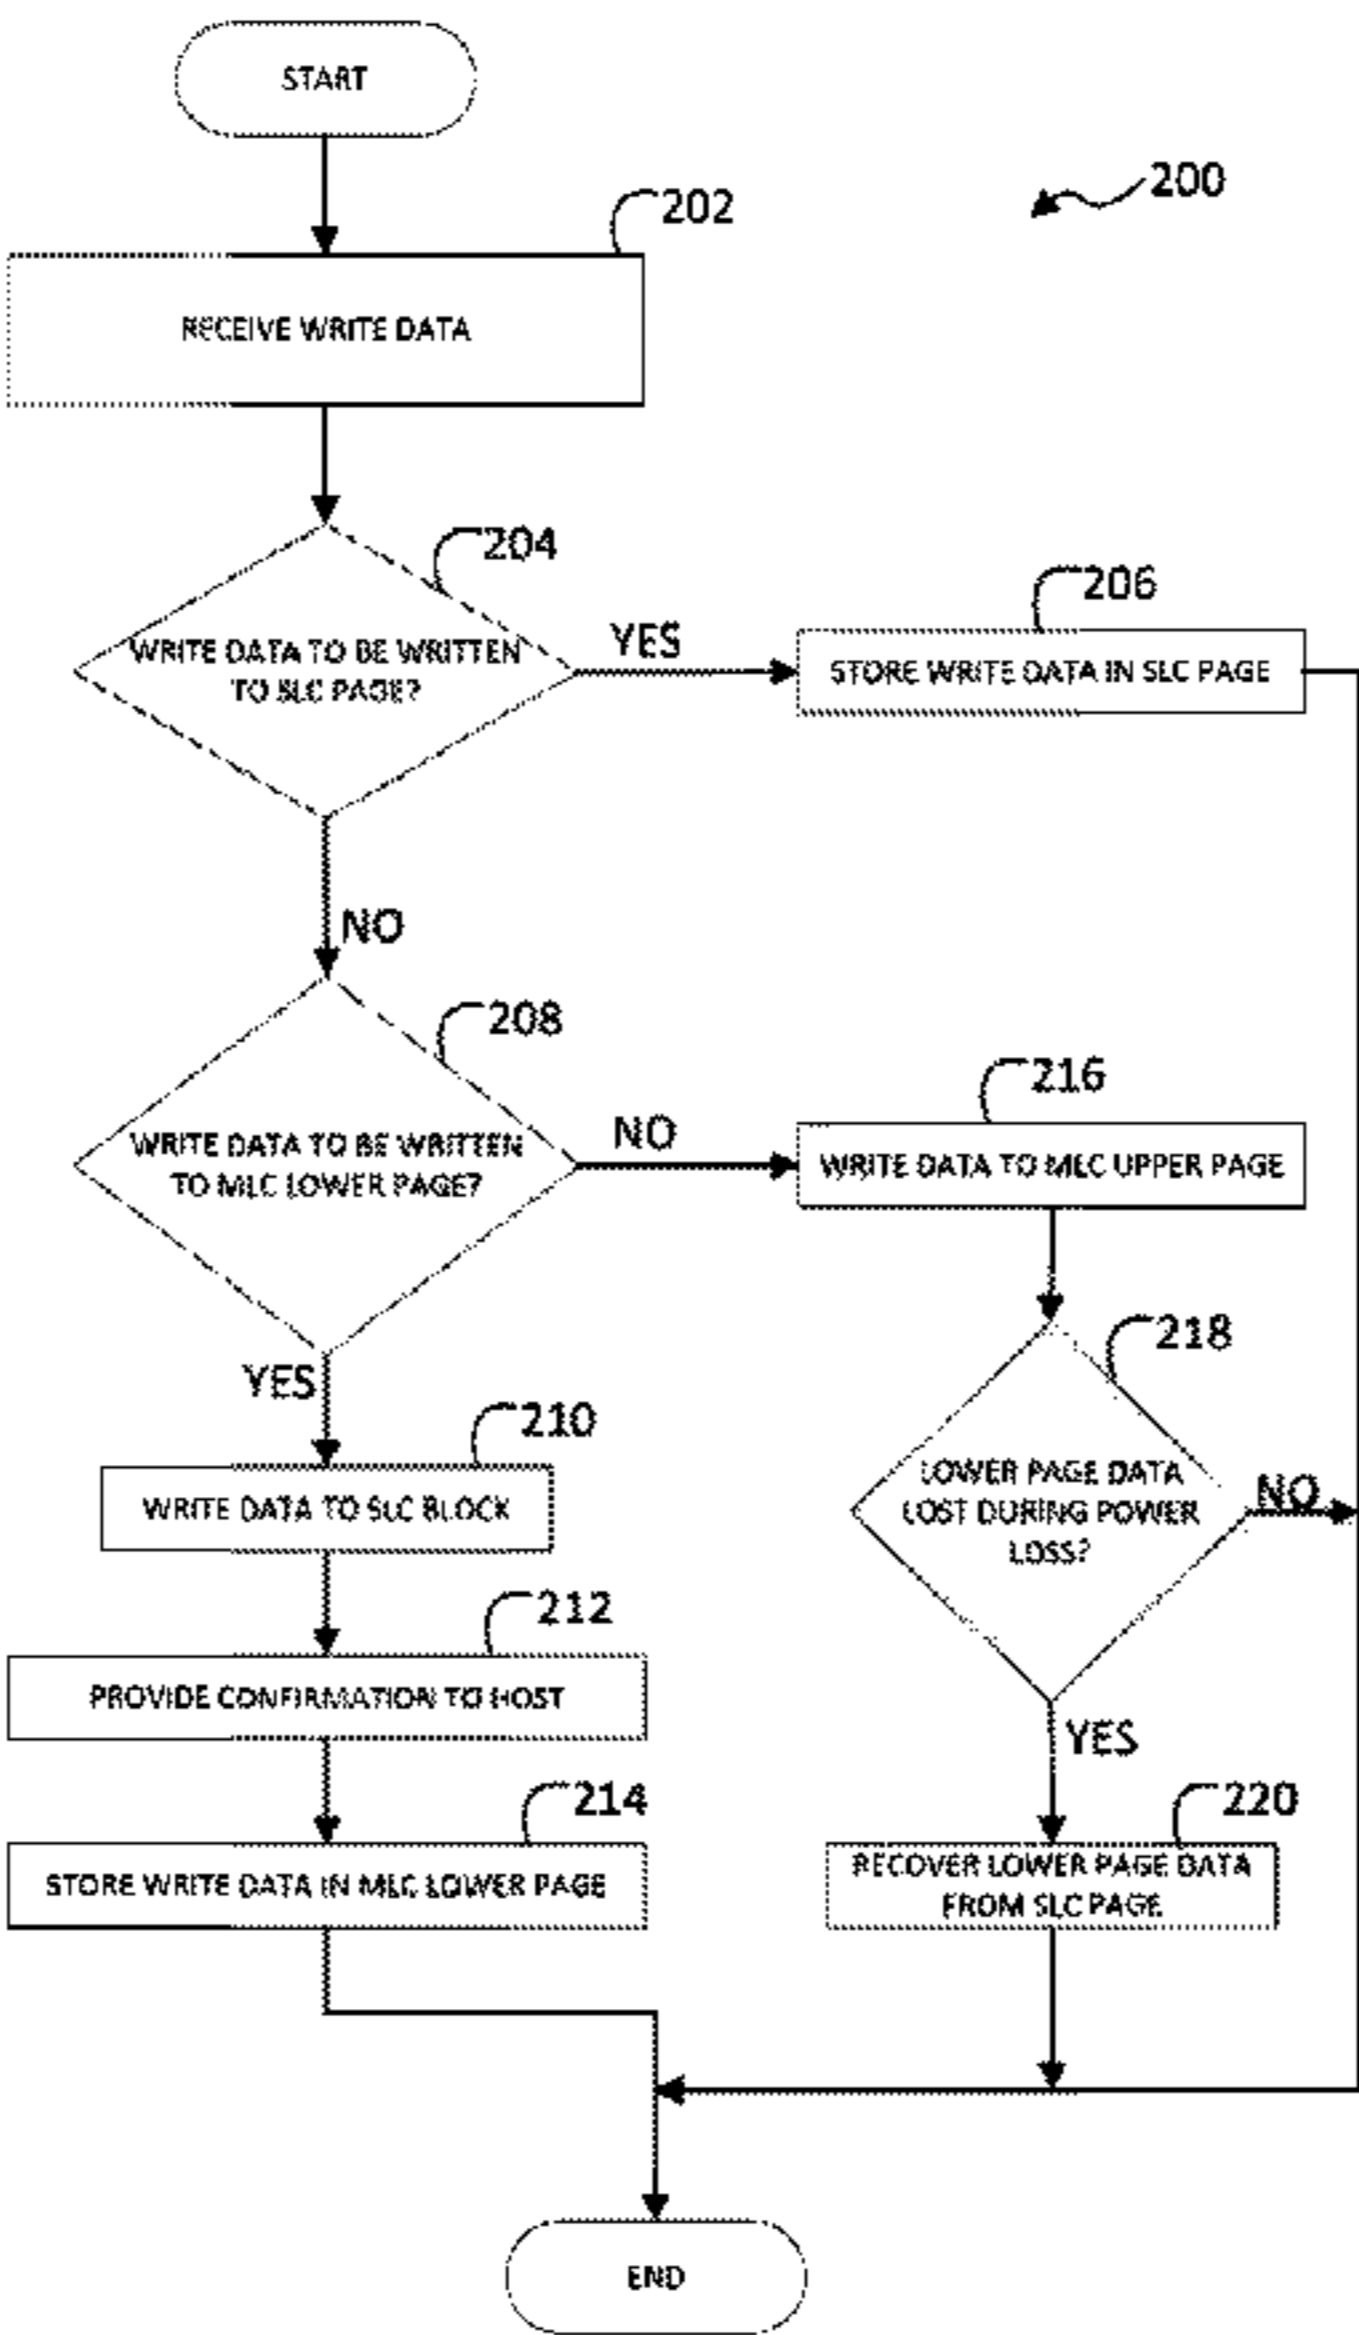 START
200
202
RECEIVE WRITE DATA
204
WRITE DATA TO BE WRITTEN
TO SLC PAGE?
YES
206
STORE WRITE DATA IN SLC PAGE
NO
208
WRITE DATA TO BE WRITTEN
TO MLC LOWER PAGE?
NO
216
WRITE DATA TO MLC UPPER PAGE
218
LOWER PAGE DATA
LOST DURING POWER
LOSS?
NO
YES
210
WRITE DATA TO SLC BLOCK
212
PROVIDE CONFIRMATION TO HOST
214
STORE WRITE DATA IN MLC LOWER PAGE
YES
220
RECOVER LOWER PAGE DATA
FROM SLC PAGE
END